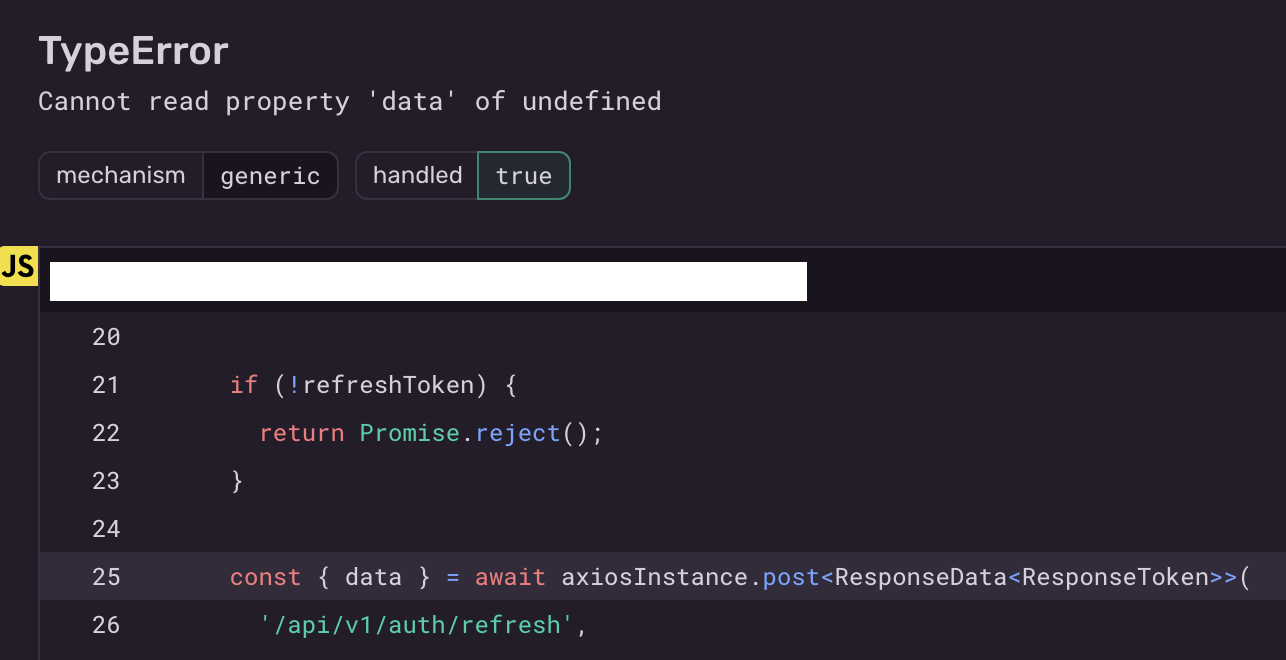 TypeError
Cannot read property 'data' of undefined
mechanism generic handled true
JS
20
21 if (!refreshToken) {
22 return Promise.reject();
23 }
24
25 const { data } = await axiosInstance.post<ResponseData<ResponseToken>>(
26 '/api/v1/auth/refresh',